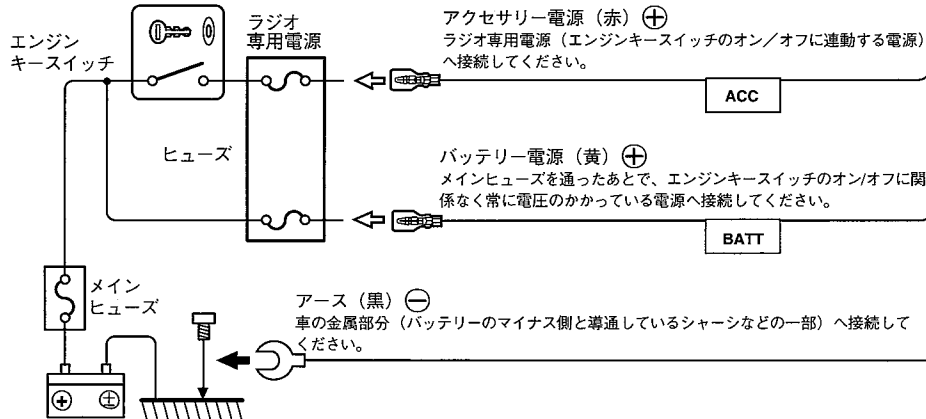 エンジン
キースイッチ
ラジオ
専用電源
アクセサリー電源（赤）⊕
ラジオ専用電源（エンジンキースイッチのオン／オフに連動する電源）
へ接続してください。
ACC
ヒューズ
バッテリー電源（黄）⊕
メインヒューズを通ったあとで、エンジンキースイッチのオン/オフに関
係なく常に電圧のかかっている電源へ接続してください。
BATT
メイン
ヒューズ
アース（黒）⊖
車の金属部分（バッテリーのマイナス側と導通しているシャーシなどの一部）へ接続して
ください。